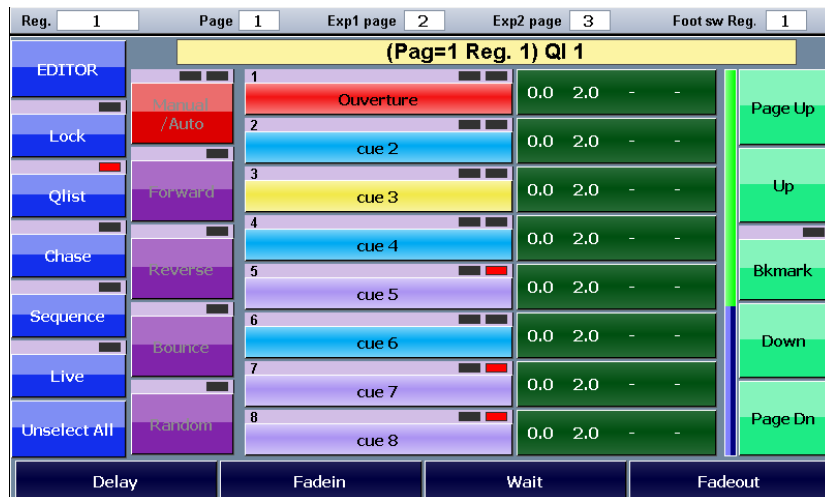 Reg. 1 Page 1 Exp1 page 2 Exp2 page 3 Foot sw Reg. 1
(Pag=1 Reg. 1) Ql 1
EDITOR
Lock
Qlist
Chase
Sequence
Live
Unselect All
Manual
/Auto
Forward
Reverse
Bounce
Random
1
Ouverture 0.0 2.0 - -
2
cue 2 0.0 2.0 - -
3
cue 3 0.0 2.0 - -
4
cue 4 0.0 2.0 - -
5
cue 5 0.0 2.0 - -
6
cue 6 0.0 2.0 - -
7
cue 7 0.0 2.0 - -
8
cue 8 0.0 2.0 - -
Page Up
Up
Bkmark
Down
Page Dn
Delay Fadein Wait Fadeout